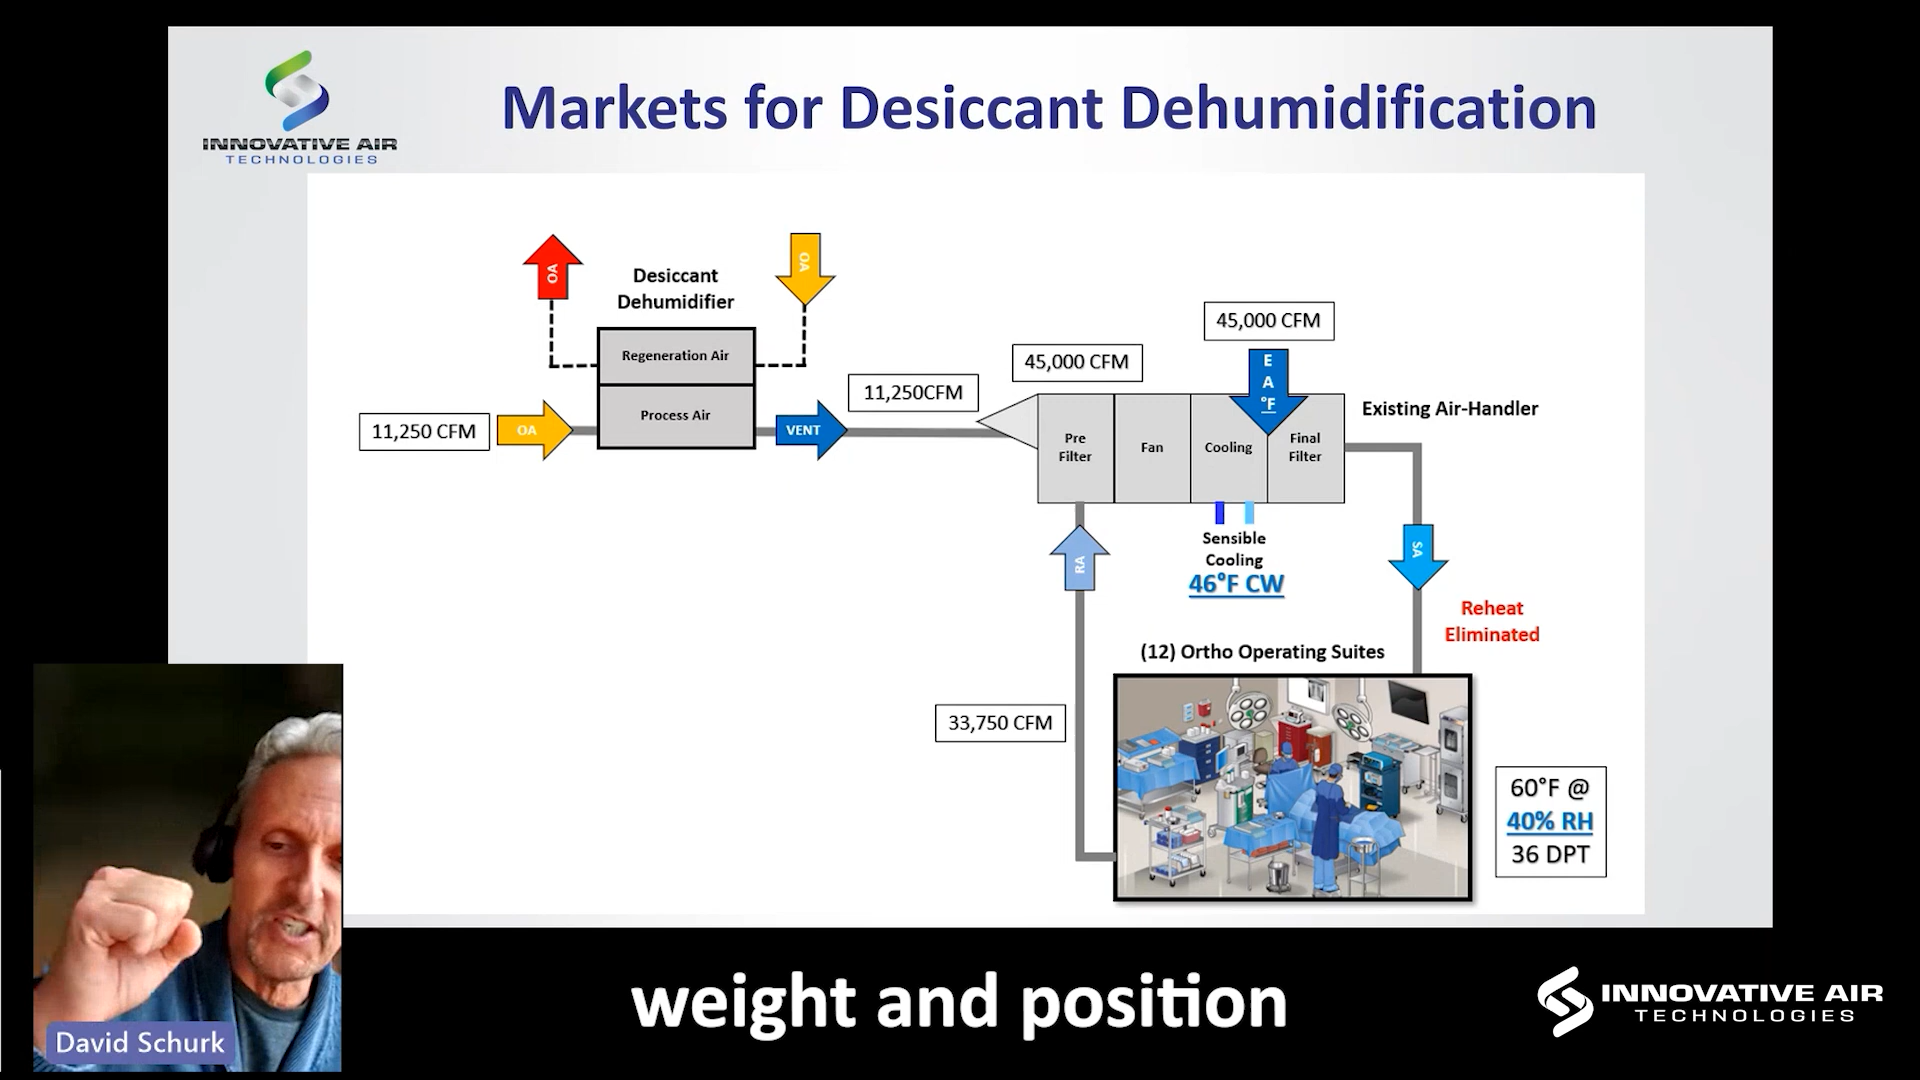 INNOVATIVE AIR
TECHNOLOGIES
Markets for Desiccant Dehumidification
OA
OA
Desiccant
Dehumidifier
Regeneration Air
Process Air
11,250 CFM
OA
VENT
11,250CFM
45,000 CFM
45,000 CFM
E
A
°F
Existing Air-Handler
Pre
Filter
Fan
Cooling
Final
Filter
Sensible
Cooling
46°F CW
RA
SA
Reheat
Eliminated
(12) Ortho Operating Suites
33,750 CFM
60°F @
40% RH
36 DPT
David Schurk
weight and position
INNOVATIVE AIR
TECHNOLOGIES